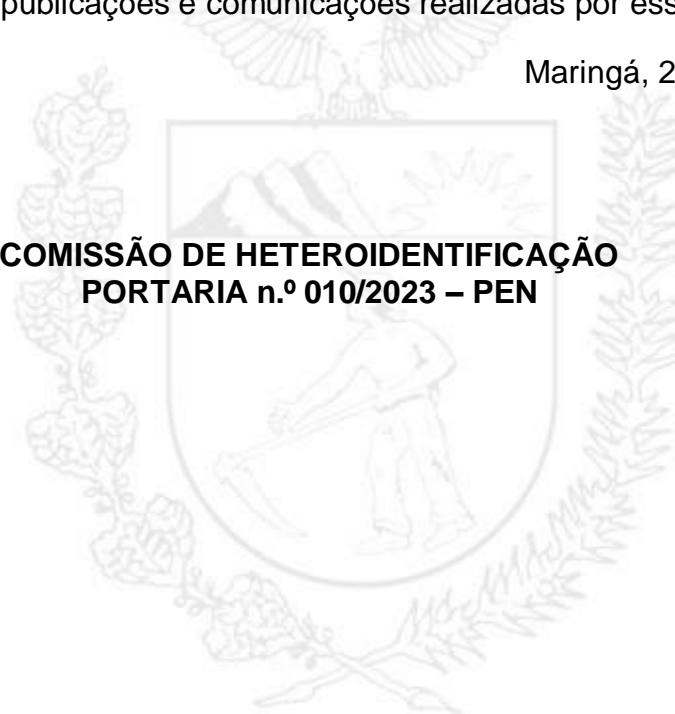 publicações e comunicações realizadas por ess
Maringá, 2
COMISSÃO DE HETEROIDENTIFICAÇÃO
PORTARIA n.º 010/2023 – PEN